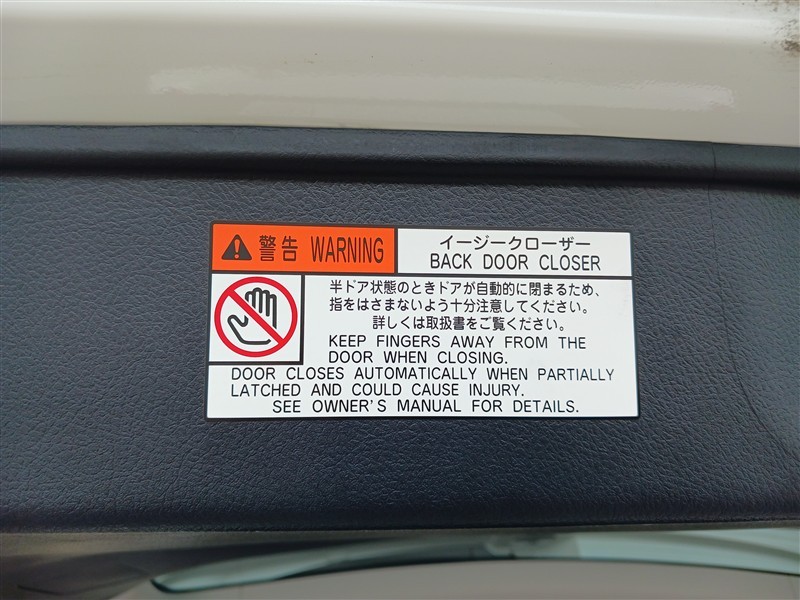 警告 WARNING
イージークローザー
BACK DOOR CLOSER
半ドア状態のときドアが自動的に閉まるため、
指をはさまないよう十分注意してください。
詳しくは取扱書をご覧ください。
KEEP FINGERS AWAY FROM THE
DOOR WHEN CLOSING.
DOOR CLOSES AUTOMATICALLY WHEN PARTIALLY
LATCHED AND COULD CAUSE INJURY.
SEE OWNER'S MANUAL FOR DETAILS.